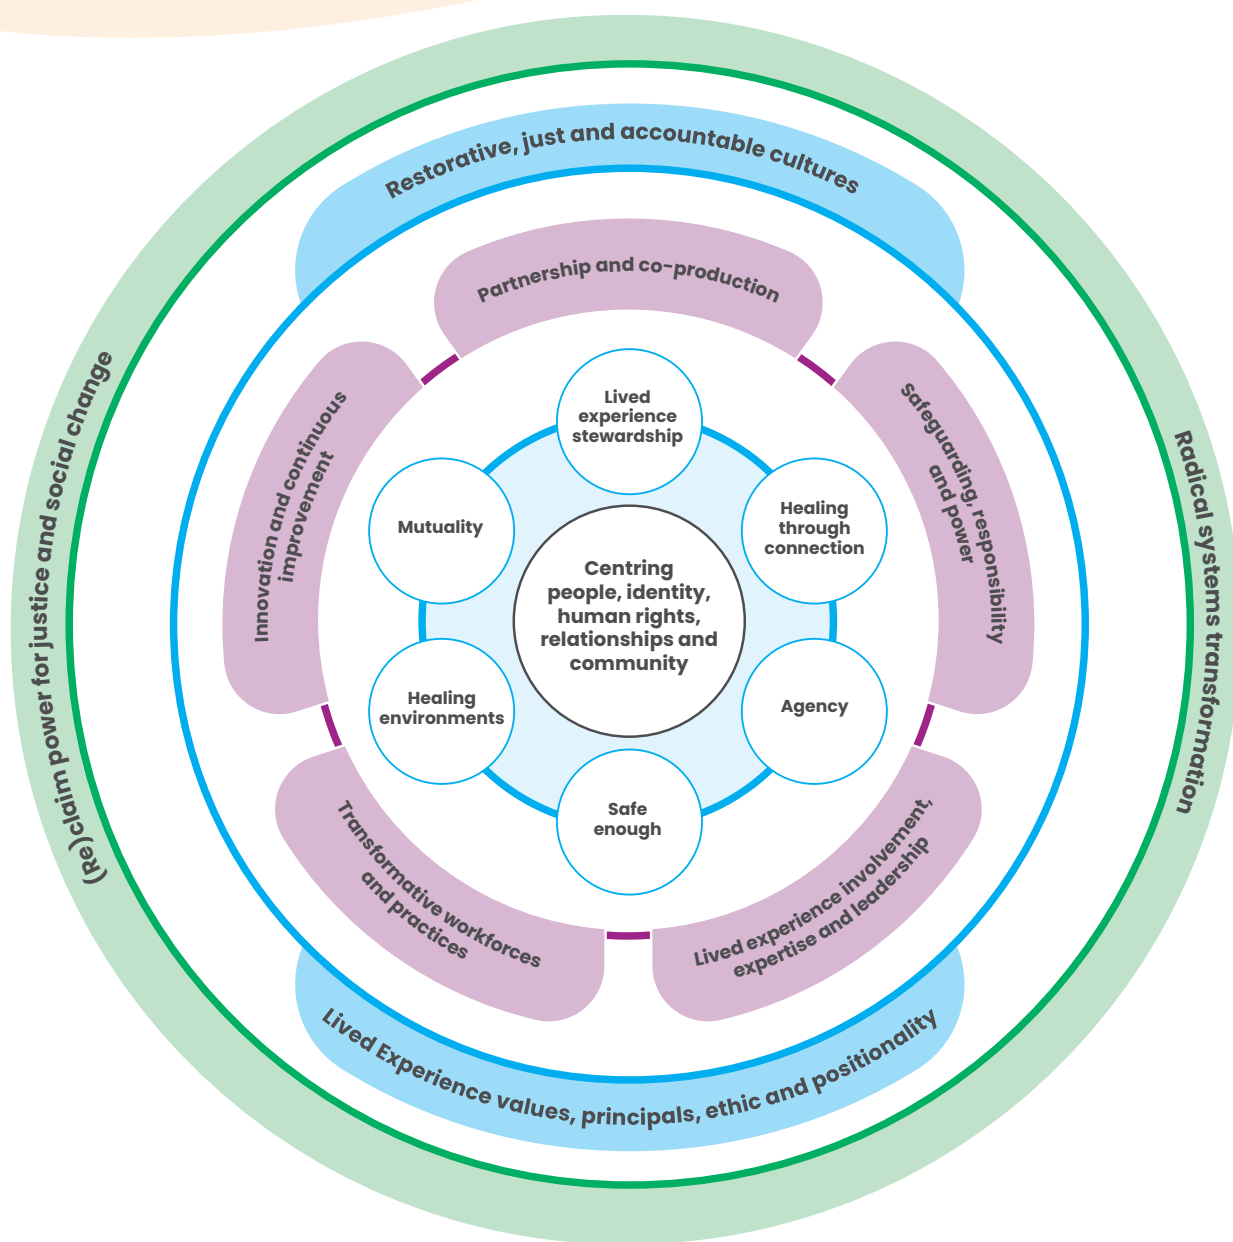 Restorative, just and accountable cultures
Partnership and co-production
Safeguarding, responsibility
and power
Lived experience involvement,
expertise and leadership
Transformative workforces
and practices
Innovation and continuous
improvement
Lived
experience
stewardship
Healing
through
connection
Agency
Safe
enough
Healing
environments
Mutuality
Centring
people, identity,
human rights,
relationships and
community
Lived Experience values, principals, ethic and positionality
(Re)claim power for justice and social change
Radical systems transformation